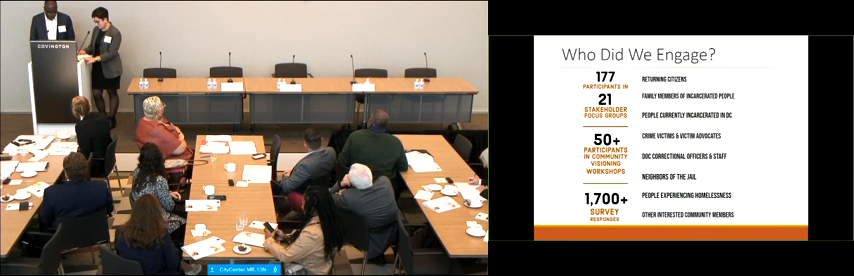 COVINGTON
CityCenter MR 10N
Who Did We Engage?
177
PARTICIPANTS IN
21
STAKEHOLDER
FOCUS GROUPS
50+
PARTICIPANTS
IN COMMUNITY
VISIONING
WORKSHOPS
1,700+
SURVEY
RESPONSES
RETURNING CITIZENS
FAMILY MEMBERS OF INCARCERATED PEOPLE
PEOPLE CURRENTLY INCARCERATED IN DC
CRIME VICTIMS & VICTIM ADVOCATES
DOC CORRECTIONAL OFFICERS & STAFF
NEIGHBORS OF THE JAIL
PEOPLE EXPERIENCING HOMELESSNESS
OTHER INTERESTED COMMUNITY MEMBERS